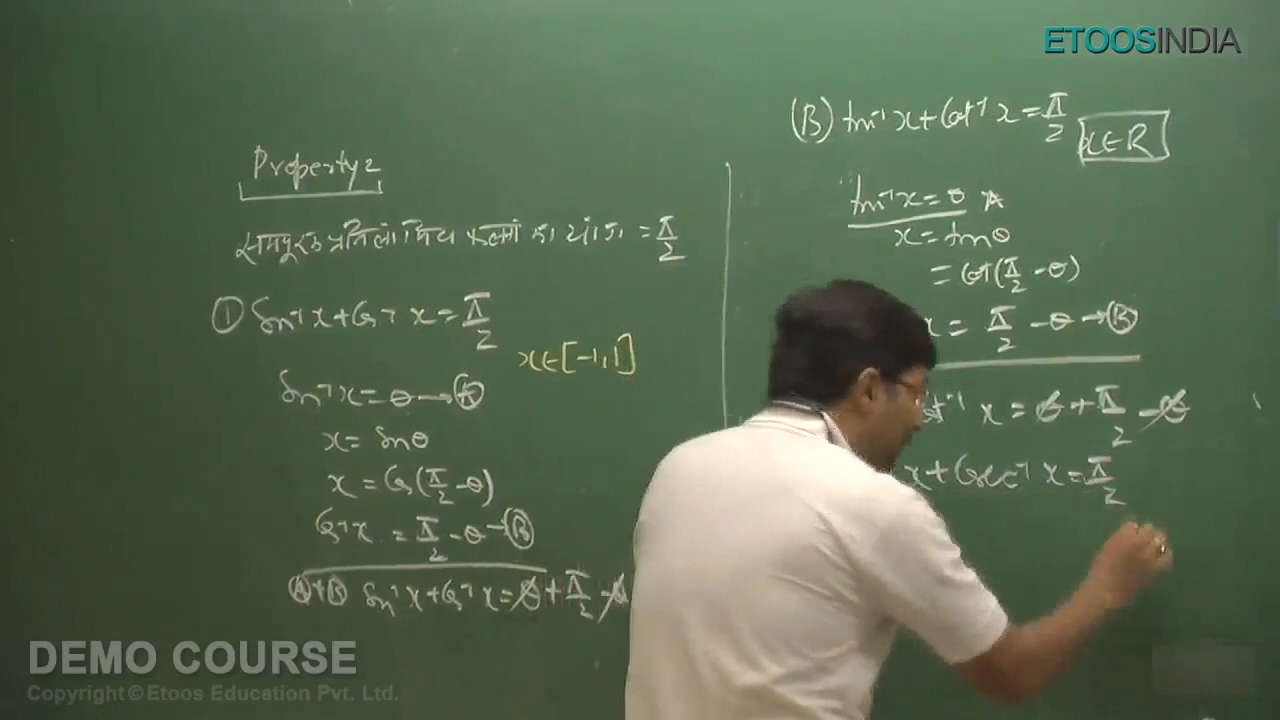 ETOOSINDIA
Property 2
समपूरक प्रतिलोमिय फलनों का योग = π/2
① Sin⁻¹x + Cos⁻¹x = π/2
x∈[-1,1]
Sin⁻¹x = θ → Ⓐ
x = Sinθ
x = Cos(π/2 - θ)
Cos⁻¹x = π/2 - θ → Ⓑ
Ⓐ+Ⓑ Sin⁻¹x + Cos⁻¹x = θ + π/2 - θ
(B) tan⁻¹x + Cot⁻¹x = π/2
x∈R
tan⁻¹x = θ A
x = tanθ
= Cot(π/2 - θ)
x = π/2 - θ → Ⓑ
x = θ + π/2 - θ
x + Cosec⁻¹x = π/2
DEMO COURSE
Copyright © Etoos Education Pvt. Ltd.